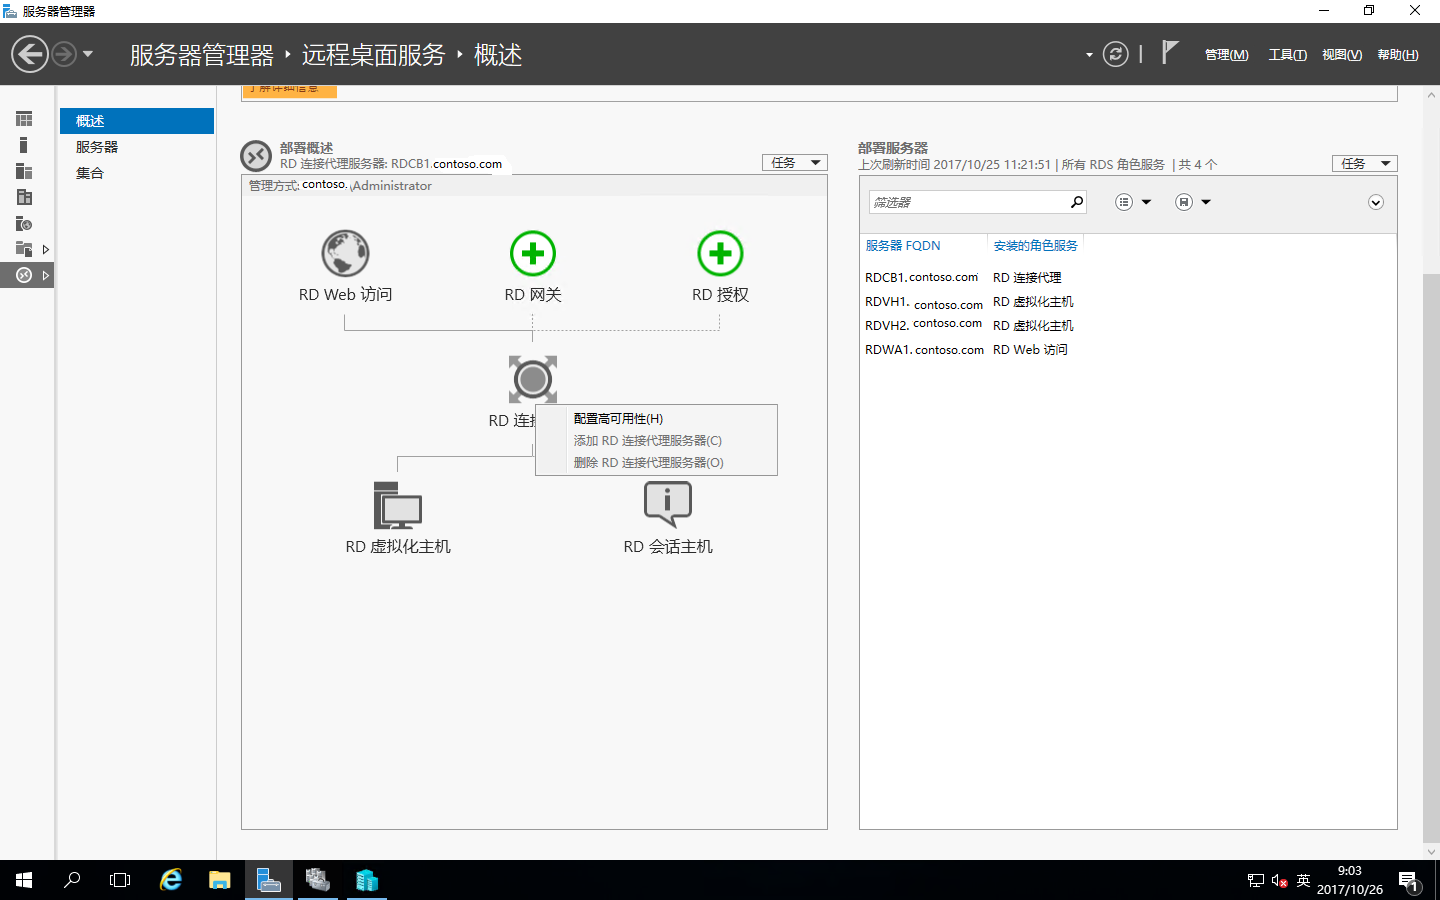 服务器管理器
服务器管理器 ‣ 远程桌面服务 ‣ 概述
管理(M) 工具(T) 视图(V) 帮助(H)
概述
服务器
集合
了解详细信息
部署概述
RD 连接代理服务器: RDCB1.contoso.com
任务
管理方式: contoso. \Administrator
RD Web 访问
RD 网关
RD 授权
RD 连接
配置高可用性(H)
添加 RD 连接代理服务器(C)
删除 RD 连接代理服务器(O)
RD 虚拟化主机
RD 会话主机
部署服务器
上次刷新时间 2017/10/25 11:21:51 | 所有 RDS 角色服务 | 共 4 个
任务
筛选器
服务器 FQDN 安装的角色服务
RDCB1.contoso.com RD 连接代理
RDVH1. contoso.com RD 虚拟化主机
RDVH2. contoso.com RD 虚拟化主机
RDWA1. contoso.com RD Web 访问
英
9:03
2017/10/26
1